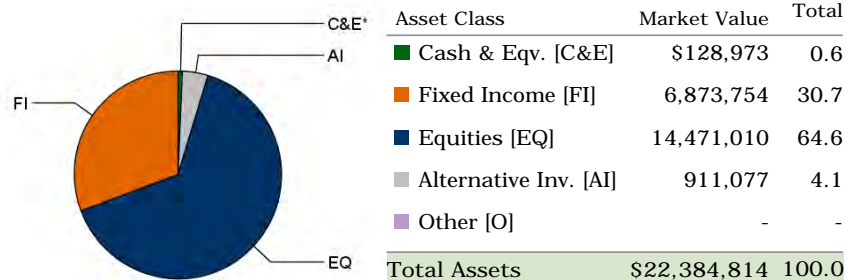 C&E*
AI
FI
EQ
Asset Class Market Value Total
Cash & Eqv. [C&E] $128,973 0.6
Fixed Income [FI] 6,873,754 30.7
Equities [EQ] 14,471,010 64.6
Alternative Inv. [AI] 911,077 4.1
Other [O] - -
Total Assets $22,384,814 100.0